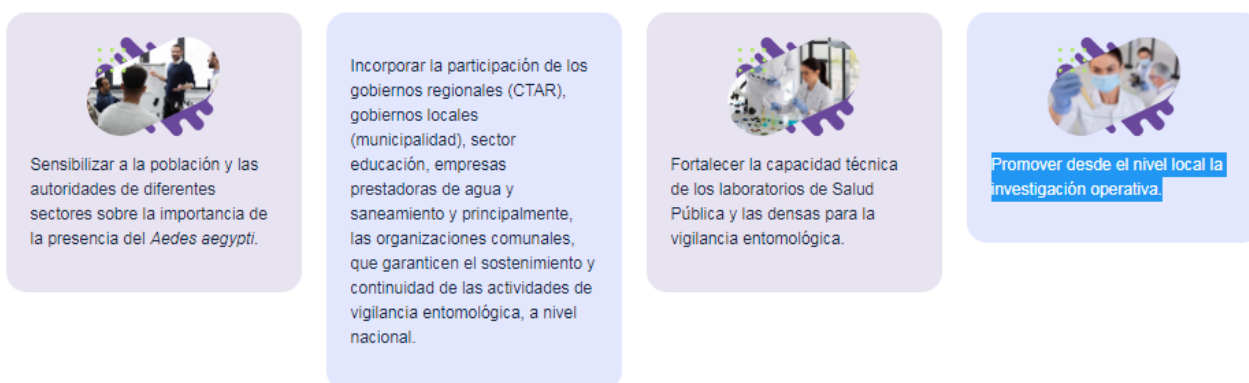 Sensibilizar a la población y las
autoridades de diferentes
sectores sobre la importancia de
la presencia del Aedes aegypti.
Incorporar la participación de los
gobiernos regionales (CTAR),
gobiernos locales
(municipalidad), sector
educación, empresas
prestadoras de agua y
saneamiento y principalmente,
las organizaciones comunales,
que garanticen el sostenimiento y
continuidad de las actividades de
vigilancia entomológica, a nivel
nacional.
Fortalecer la capacidad técnica
de los laboratorios de Salud
Pública y las densas para la
vigilancia entomológica.
Promover desde el nivel local la
investigación operativa.